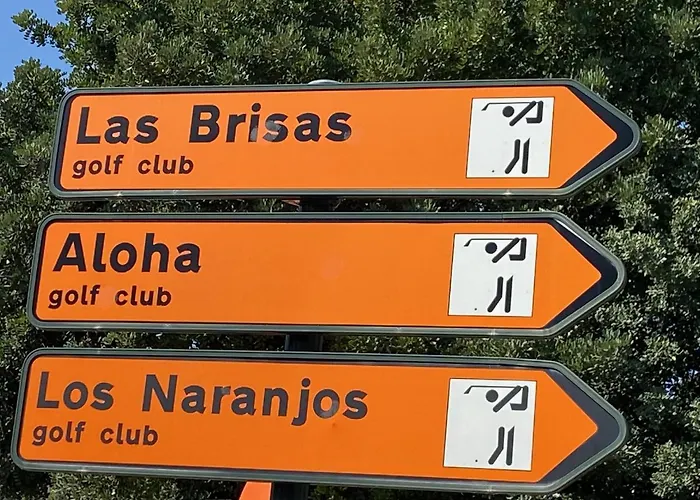 Las Brisas
golf club
Aloha
golf club
Los Naranjos
golf club